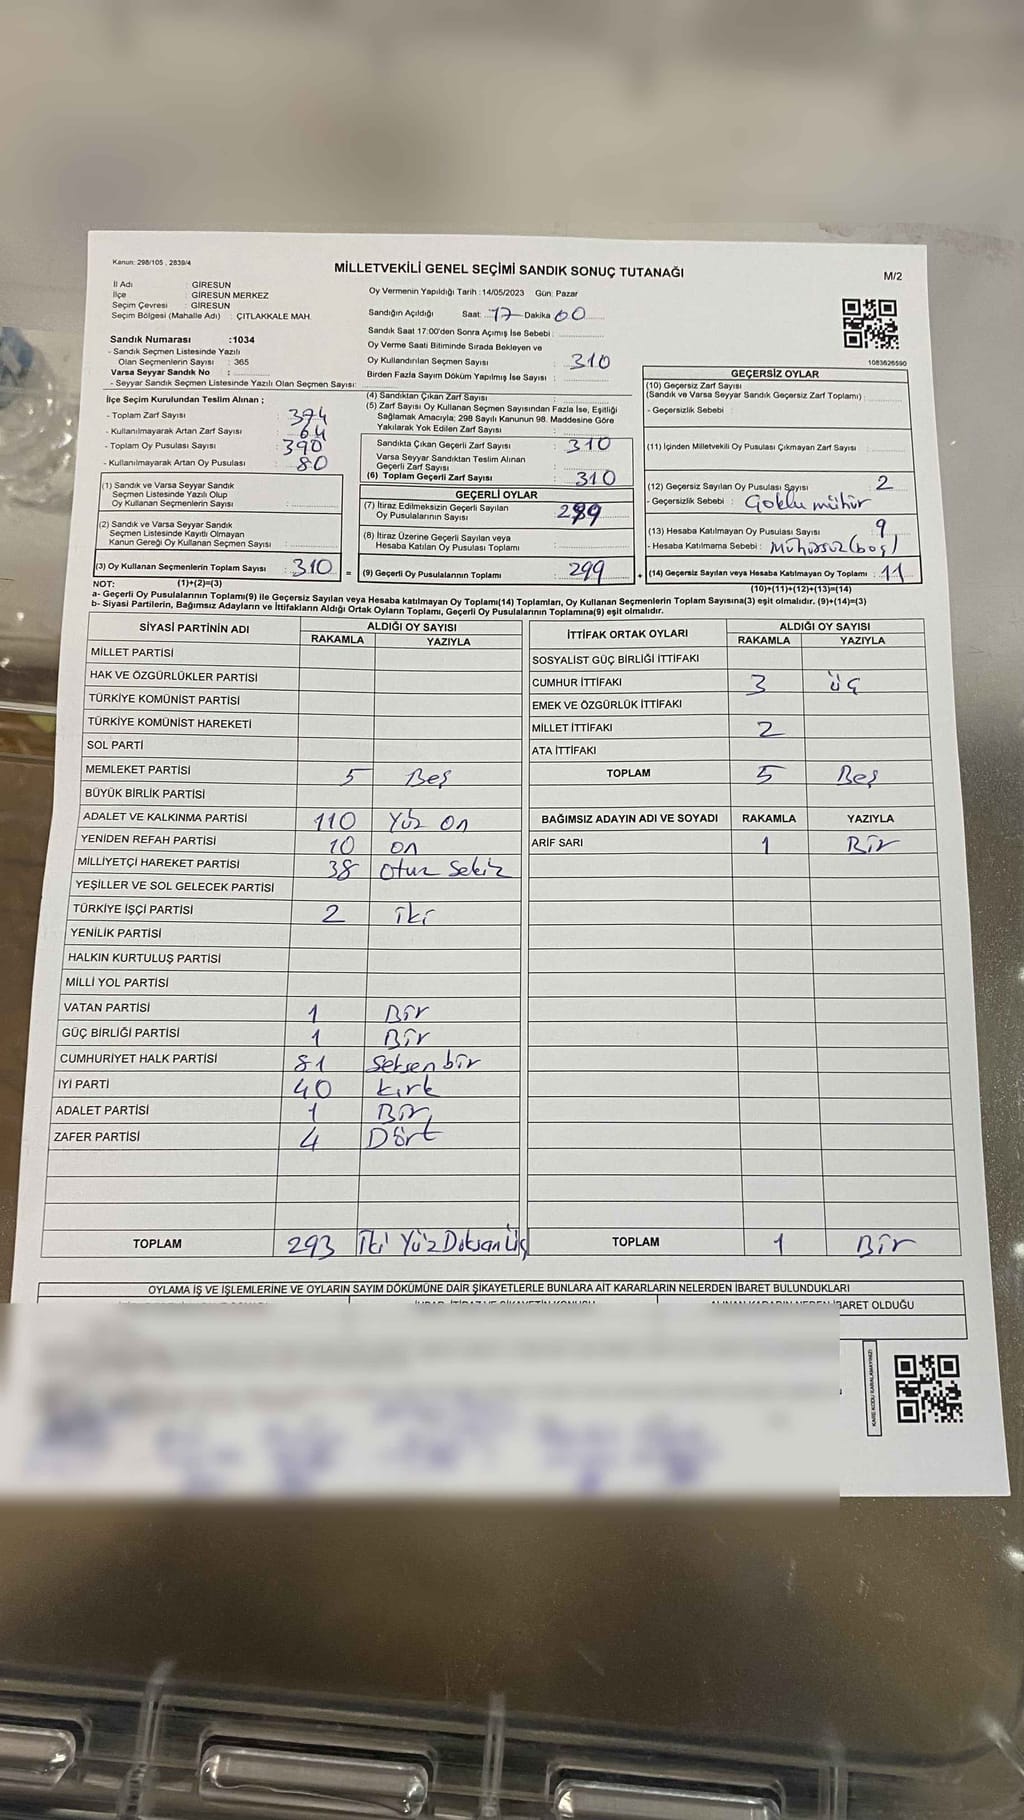 Kanun: 298/105 , 2839/4
MİLLETVEKİLİ GENEL SEÇİMİ SANDIK SONUÇ TUTANAĞI
M/2
İl Adı : GİRESUN
İlçe : GİRESUN MERKEZ
Seçim Çevresi : GİRESUN
Seçim Bölgesi (Mahalle Adı) : ÇITLAKKALE MAH.
Sandık Numarası :1034
- Sandık Seçmen Listesinde Yazılı
Olan Seçmenlerin Sayısı : 365
Varsa Seyyar Sandık No :
- Seyyar Sandık Seçmen Listesinde Yazılı Olan Seçmen Sayısı:
Oy Vermenin Yapıldığı Tarih : 14/05/2023 Gün: Pazar
Sandığın Açıldığı Saat: 17 Dakika 00
Sandık Saat 17:00'den Sonra Açımış İse Sebebi :
Oy Verme Saati Bitiminde Sırada Bekleyen ve
Oy Kullandırılan Seçmen Sayısı : 310
Birden Fazla Sayım Döküm Yapılmış İse Sayısı :
1083626590
İlçe Seçim Kurulundan Teslim Alınan ;
- Toplam Zarf Sayısı : 394
- Kullanılmayarak Artan Zarf Sayısı : 64
- Toplam Oy Pusulası Sayısı : 390
- Kullanılmayarak Artan Oy Pusulası : 80
(1) Sandık ve Varsa Seyyar Sandık
Seçmen Listesinde Yazılı Olup
Oy Kullanan Seçmenlerin Sayısı :
(2) Sandık ve Varsa Seyyar Sandık
Seçmen Listesinde Kayıtlı Olmayan
Kanun Gereği Oy Kullanan Seçmen Sayısı :
(3) Oy Kullanan Seçmenlerin Toplam Sayısı : 310 =
(4) Sandıktan Çıkan Zarf Sayısı :
(5) Zarf Sayısı Oy Kullanan Seçmen Sayısından Fazla İse, Eşitliği
Sağlamak Amacıyla; 298 Sayılı Kanunun 98. Maddesine Göre
Yakılarak Yok Edilen Zarf Sayısı :
Sandıkta Çıkan Geçerli Zarf Sayısı : 310
Varsa Seyyar Sandıktan Teslim Alınan
Geçerli Zarf Sayısı :
(6) Toplam Geçerli Zarf Sayısı : 310
GEÇERLİ OYLAR
(7) İtiraz Edilmeksizin Geçerli Sayılan
Oy Pusulalarının Sayısı : 299
(8) İtiraz Üzerine Geçerli Sayılan veya
Hesaba Katılan Oy Pusulası Toplamı :
(9) Geçerli Oy Pusulalarının Toplamı : 299 +
GEÇERSİZ OYLAR
(10) Geçersiz Zarf Sayısı
(Sandık ve Varsa Seyyar Sandık Geçersiz Zarf Toplamı) :
- Geçersizlik Sebebi :
(11) İçinden Milletvekili Oy Pusulası Çıkmayan Zarf Sayısı :
(12) Geçersiz Sayılan Oy Pusulası Sayısı : 2
- Geçersizlik Sebebi : Çoklu mühür
(13) Hesaba Katılmayan Oy Pusulası Sayısı : 9
- Hesaba Katılmama Sebebi : Mühürsüz (boş)
(14) Geçersiz Sayılan veya Hesaba Katılmayan Oy Toplamı : 11
NOT: (1)+(2)=(3) (10)+(11)+(12)+(13)=(14)
a- Geçerli Oy Pusulalarının Toplamı(9) ile Geçersiz Sayılan veya Hesaba katılmayan Oy Toplamı(14) Toplamları, Oy Kullanan Seçmenlerin Toplam Sayısına(3) eşit olmalıdır. (9)+(14)=(3)
b- Siyasi Partilerin, Bağımsız Adayların ve İttifakların Aldığı Ortak Oyların Toplamı, Geçerli Oy Pusulalarının Toplamına(9) eşit olmalıdır.
SİYASİ PARTİNİN ADI ALDIĞI OY SAYISI
RAKAMLA YAZIYLA
MİLLET PARTİSİ
HAK VE ÖZGÜRLÜKLER PARTİSİ
TÜRKİYE KOMÜNİST PARTİSİ
TÜRKİYE KOMÜNİST HAREKETİ
SOL PARTİ
MEMLEKET PARTİSİ 5 Beş
BÜYÜK BİRLİK PARTİSİ
ADALET VE KALKINMA PARTİSİ 110 Yüz on
YENİDEN REFAH PARTİSİ 10 on
MİLLİYETÇİ HAREKET PARTİSİ 38 otuz sekiz
YEŞİLLER VE SOL GELECEK PARTİSİ
TÜRKİYE İŞÇİ PARTİSİ 2 iki
YENİLİK PARTİSİ
HALKIN KURTULUŞ PARTİSİ
MİLLİ YOL PARTİSİ
VATAN PARTİSİ 1 Bir
GÜÇ BİRLİĞİ PARTİSİ 1 Bir
CUMHURİYET HALK PARTİSİ 81 Seksen bir
İYİ PARTİ 40 kırk
ADALET PARTİSİ 1 Bir
ZAFER PARTİSİ 4 Dört
TOPLAM 293 İki Yüz Doksan Üç
İTTİFAK ORTAK OYLARI ALDIĞI OY SAYISI
RAKAMLA YAZIYLA
SOSYALİST GÜÇ BİRLİĞİ İTTİFAKI
CUMHUR İTTİFAKI 3 üç
EMEK VE ÖZGÜRLÜK İTTİFAKI
MİLLET İTTİFAKI 2
ATA İTTİFAKI
TOPLAM 5 Beş
BAĞIMSIZ ADAYIN ADI VE SOYADI RAKAMLA YAZIYLA
ARİF SARI 1 Bir
TOPLAM 1 Bir
OYLAMA İŞ VE İŞLEMLERİNE VE OYLARIN SAYIM DÖKÜMÜNE DAİR ŞİKAYETLERLE BUNLARA AİT KARARLARIN NELERDEN İBARET BULUNDUKLARI
İBARET OLDUĞU
KARE KODU KARALAMAYINIZ!